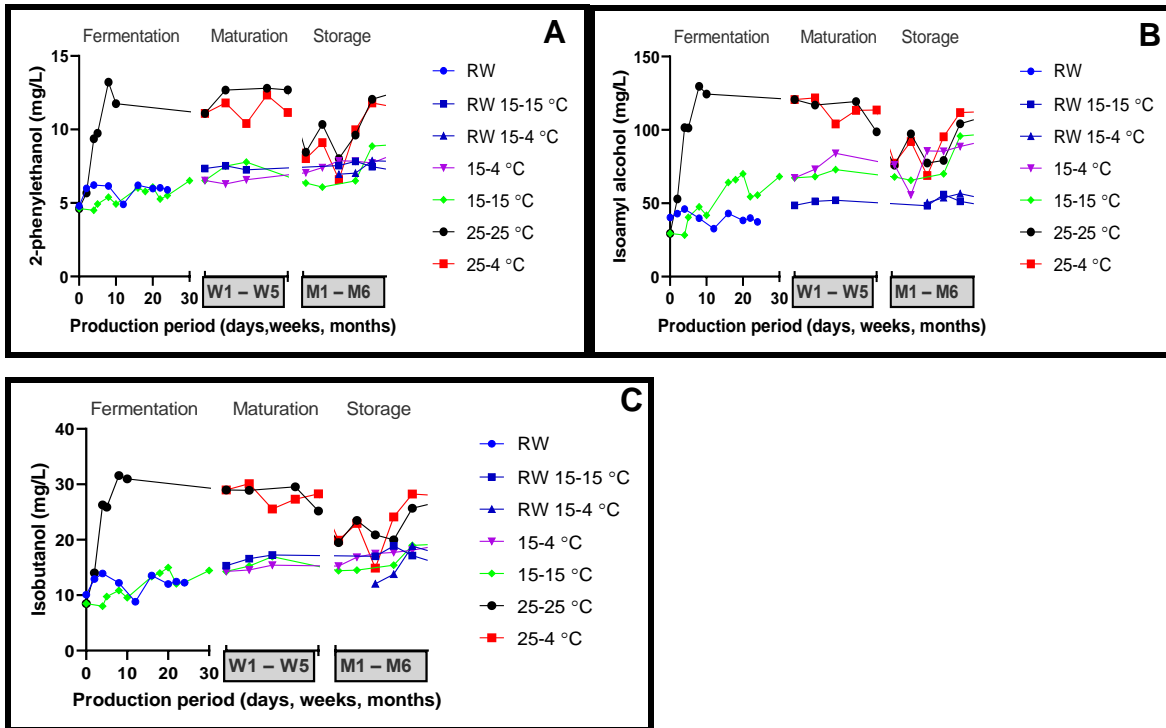 A
Fermentation Maturation Storage
2-phenylethanol (mg/L)
15
10
5
0
0 10 20 30
W1 – W5
M1 – M6
Production period (days,weeks, months)
RW
RW 15-15 °C
RW 15-4 °C
15-4 °C
15-15 °C
25-25 °C
25-4 °C
B
Fermentation Maturation Storage
Isoamyl alcohol (mg/L)
150
100
50
0
0 10 20 30
W1 – W5
M1 – M6
Production period (days, weeks, months)
RW
RW 15-15 °C
RW 15-4 °C
15-4 °C
15-15 °C
25-25 °C
25-4 °C
C
Fermentation Maturation Storage
Isobutanol (mg/L)
40
30
20
10
0
0 10 20 30
W1 – W5
M1 – M6
Production period (days, weeks, months)
RW
RW 15-15 °C
RW 15-4 °C
15-4 °C
15-15 °C
25-25 °C
25-4 °C